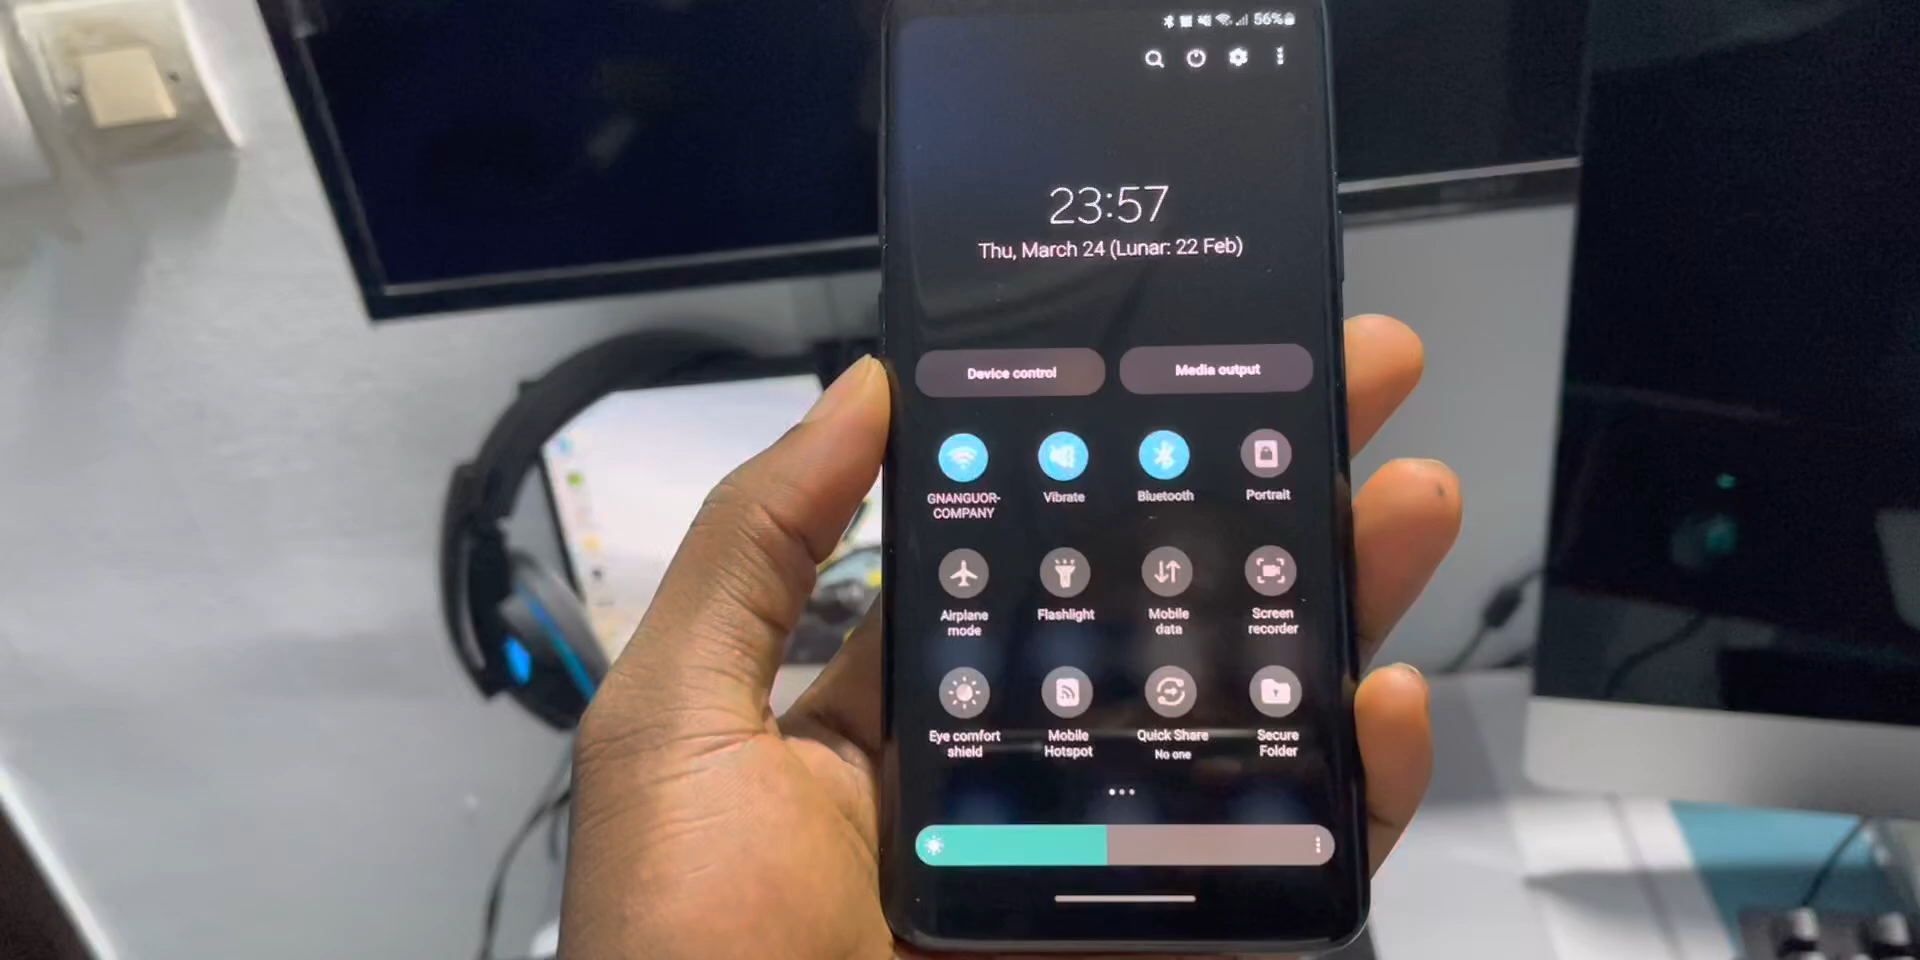 56%
23:57
Thu, March 24 (Lunar: 22 Feb)
Device control
Media output
GNANGUOR-
COMPANY
Vibrate
Bluetooth
Portrait
Airplane
mode
Flashlight
Mobile
data
Screen
recorder
Eye comfort
shield
Mobile
Hotspot
Quick Share
No one
Secure
Folder